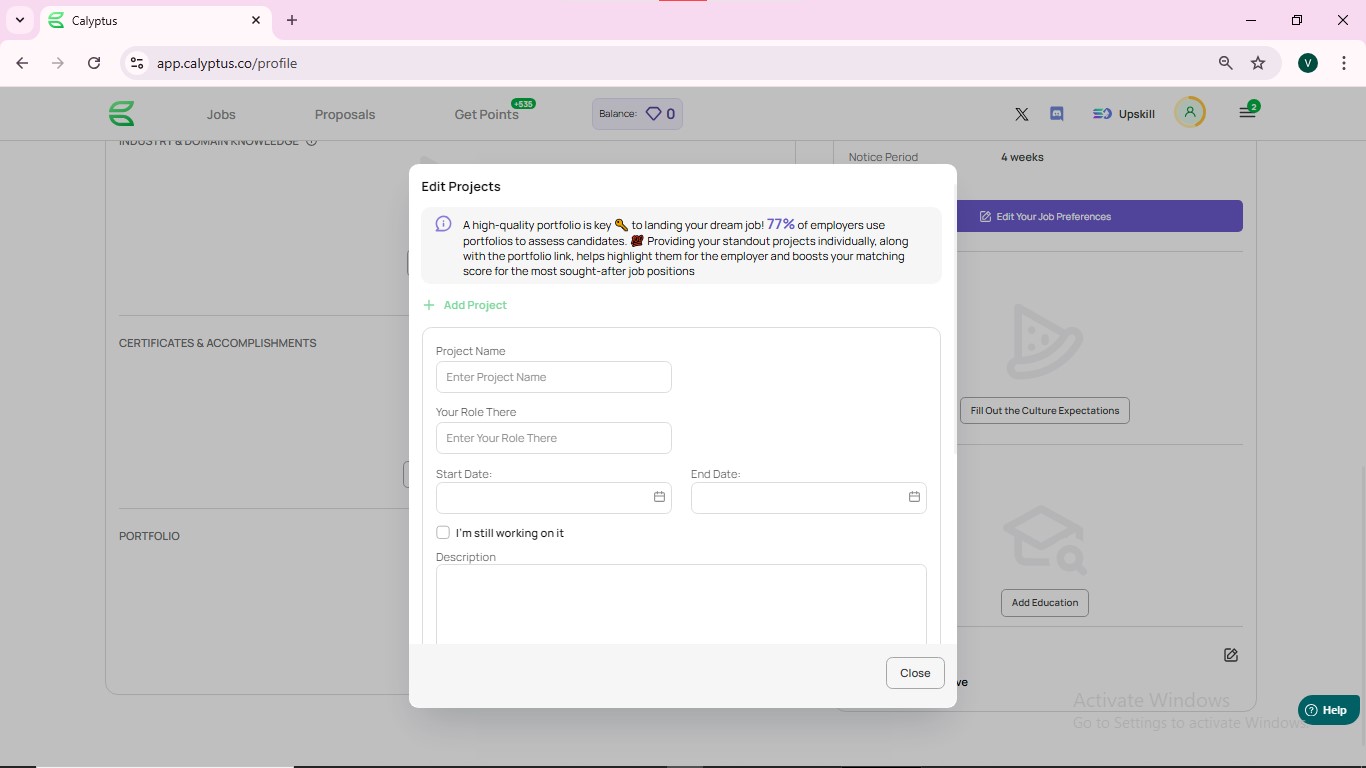 Calyptus
app.calyptus.co/profile
V
Jobs
Proposals
Get Points
+535
Balance: 0
Upskill
2
INDUSTRY & DOMAIN KNOWLEDGE
Notice Period
4 weeks
Edit Projects
A high-quality portfolio is key 🔑 to landing your dream job! 77% of employers use
portfolios to assess candidates. 💯 Providing your standout projects individually, along
with the portfolio link, helps highlight them for the employer and boosts your matching
score for the most sought-after job positions
Edit Your Job Preferences
+ Add Project
CERTIFICATES & ACCOMPLISHMENTS
Project Name
Enter Project Name
Your Role There
Enter Your Role There
Fill Out the Culture Expectations
Start Date:
End Date:
I'm still working on it
PORTFOLIO
Description
Add Education
Close
ve
Activate Windows
Go to Settings to activate Windows.
Help